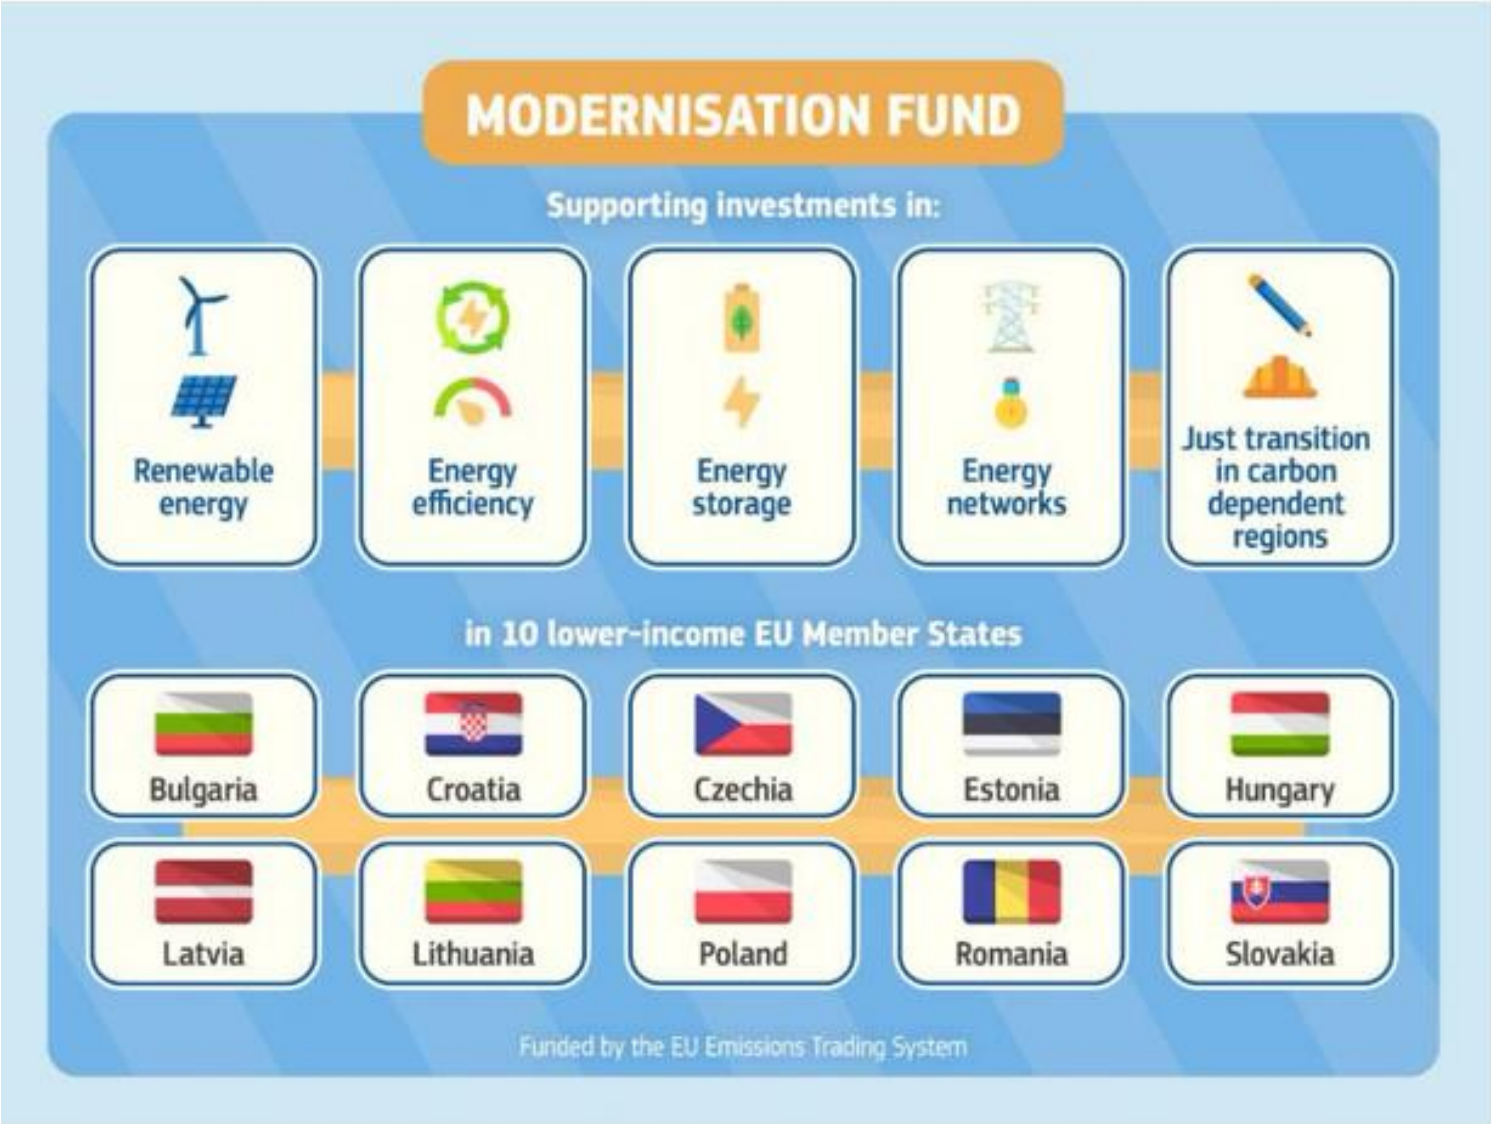 MODERNISATION FUND
Supporting investments in:
Renewable
energy
Energy
efficiency
Energy
storage
Energy
networks
Just transition
in carbon
dependent
regions
in 10 lower-income EU Member States
Bulgaria
Croatia
Czechia
Estonia
Hungary
Latvia
Lithuania
Poland
Romania
Slovakia
Funded by the EU Emissions Trading System